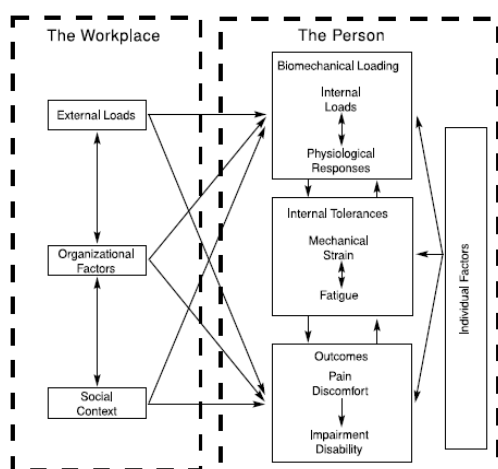 The Workplace
External Loads
Organizational
Factors
Social
Context
The Person
Biomechanical Loading
Internal
Loads
Physiological
Responses
Internal Tolerances
Mechanical
Strain
Fatigue
Outcomes
Pain
Discomfort
Impairment
Disability
Individual Factors